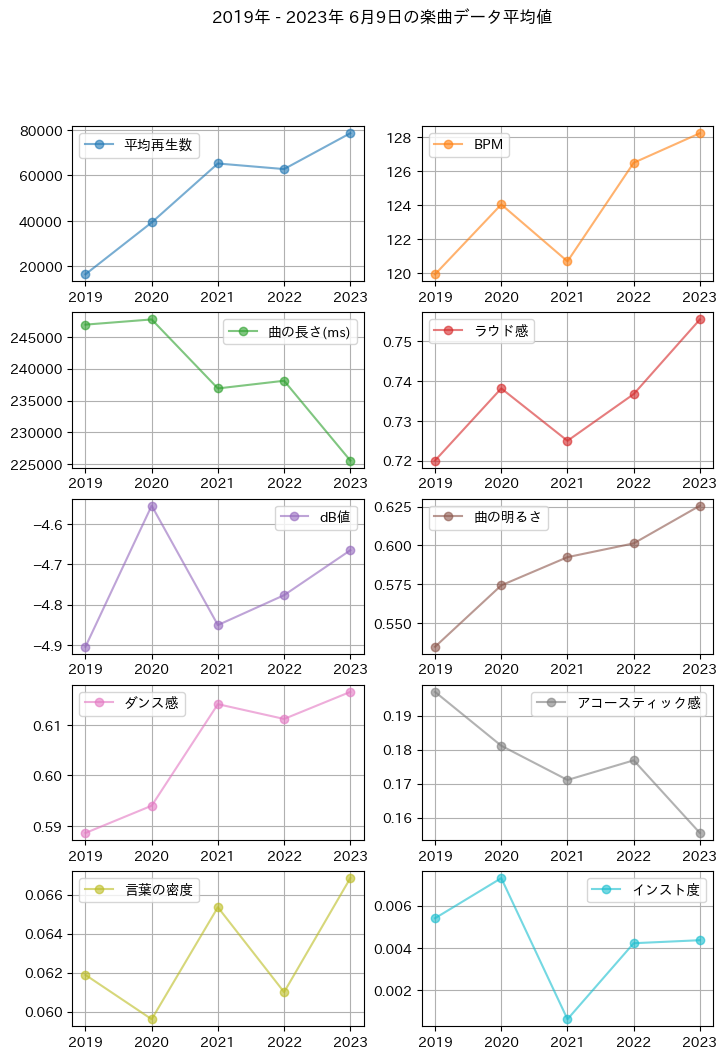 2019年 - 2023年 6月9日の楽曲データ平均値
80000
60000
40000
20000
平均再生数
2019 2020 2021 2022 2023
128
126
124
122
120
BPM
2019 2020 2021 2022 2023
245000
240000
235000
230000
225000
曲の長さ(ms)
2019 2020 2021 2022 2023
0.75
0.74
0.73
0.72
ラウド感
2019 2020 2021 2022 2023
−4.6
−4.7
−4.8
−4.9
dB値
2019 2020 2021 2022 2023
0.625
0.600
0.575
0.550
曲の明るさ
2019 2020 2021 2022 2023
0.61
0.60
0.59
ダンス感
2019 2020 2021 2022 2023
0.19
0.18
0.17
0.16
アコースティック感
2019 2020 2021 2022 2023
0.066
0.064
0.062
0.060
言葉の密度
2019 2020 2021 2022 2023
0.006
0.004
0.002
インスト度
2019 2020 2021 2022 2023